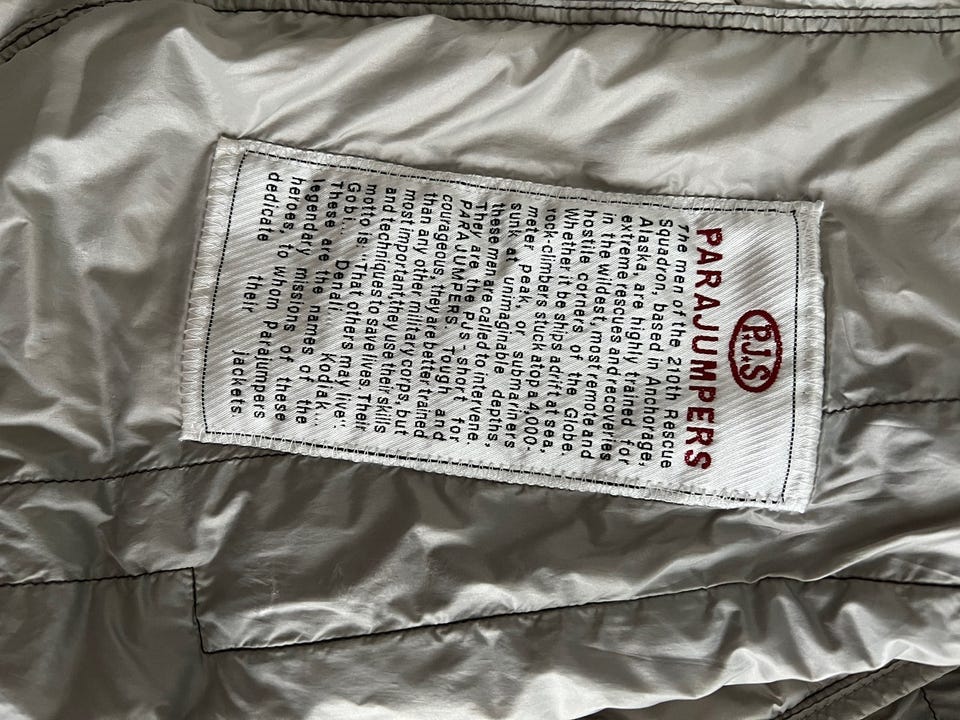 P.J.S
PARAJUMPERS
The men of the 210th Rescue
Squadron, based in Anchorage,
Alaska, are highly trained for
extreme rescues and recoveries
in the wildest, most remote and
hostile corners of the Globe.
Whether it be ships adrift at sea,
rock-climbers stuck atop a 4,000-
meter peak, or submariners
sunk at unimaginable depths,
these man are called to intervene.
They are the PJS - short for
PARAJUMPERS. Tough and
courageous, they are better trained
than any other military corps, but
most important, they use their skills
and techniques to save lives. Their
motto is: "That others may live".
Gobi... Denali... Kodiak...
These are the names of the
legendary missions of these
heroes to whom Parajumpers
dedicate their jackets